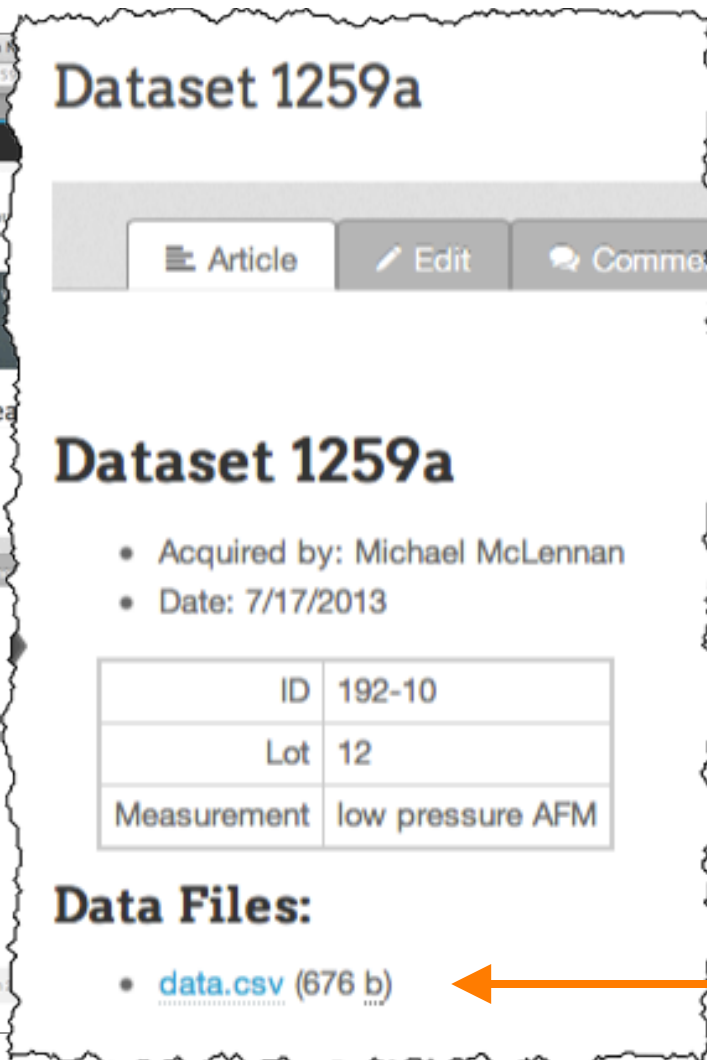 Dataset 1259a
Article Edit Comme
Dataset 1259a
Acquired by: Michael McLennan
Date: 7/17/2013
ID 192-10
Lot 12
Measurement low pressure AFM
Data Files:
data.csv (676 b)